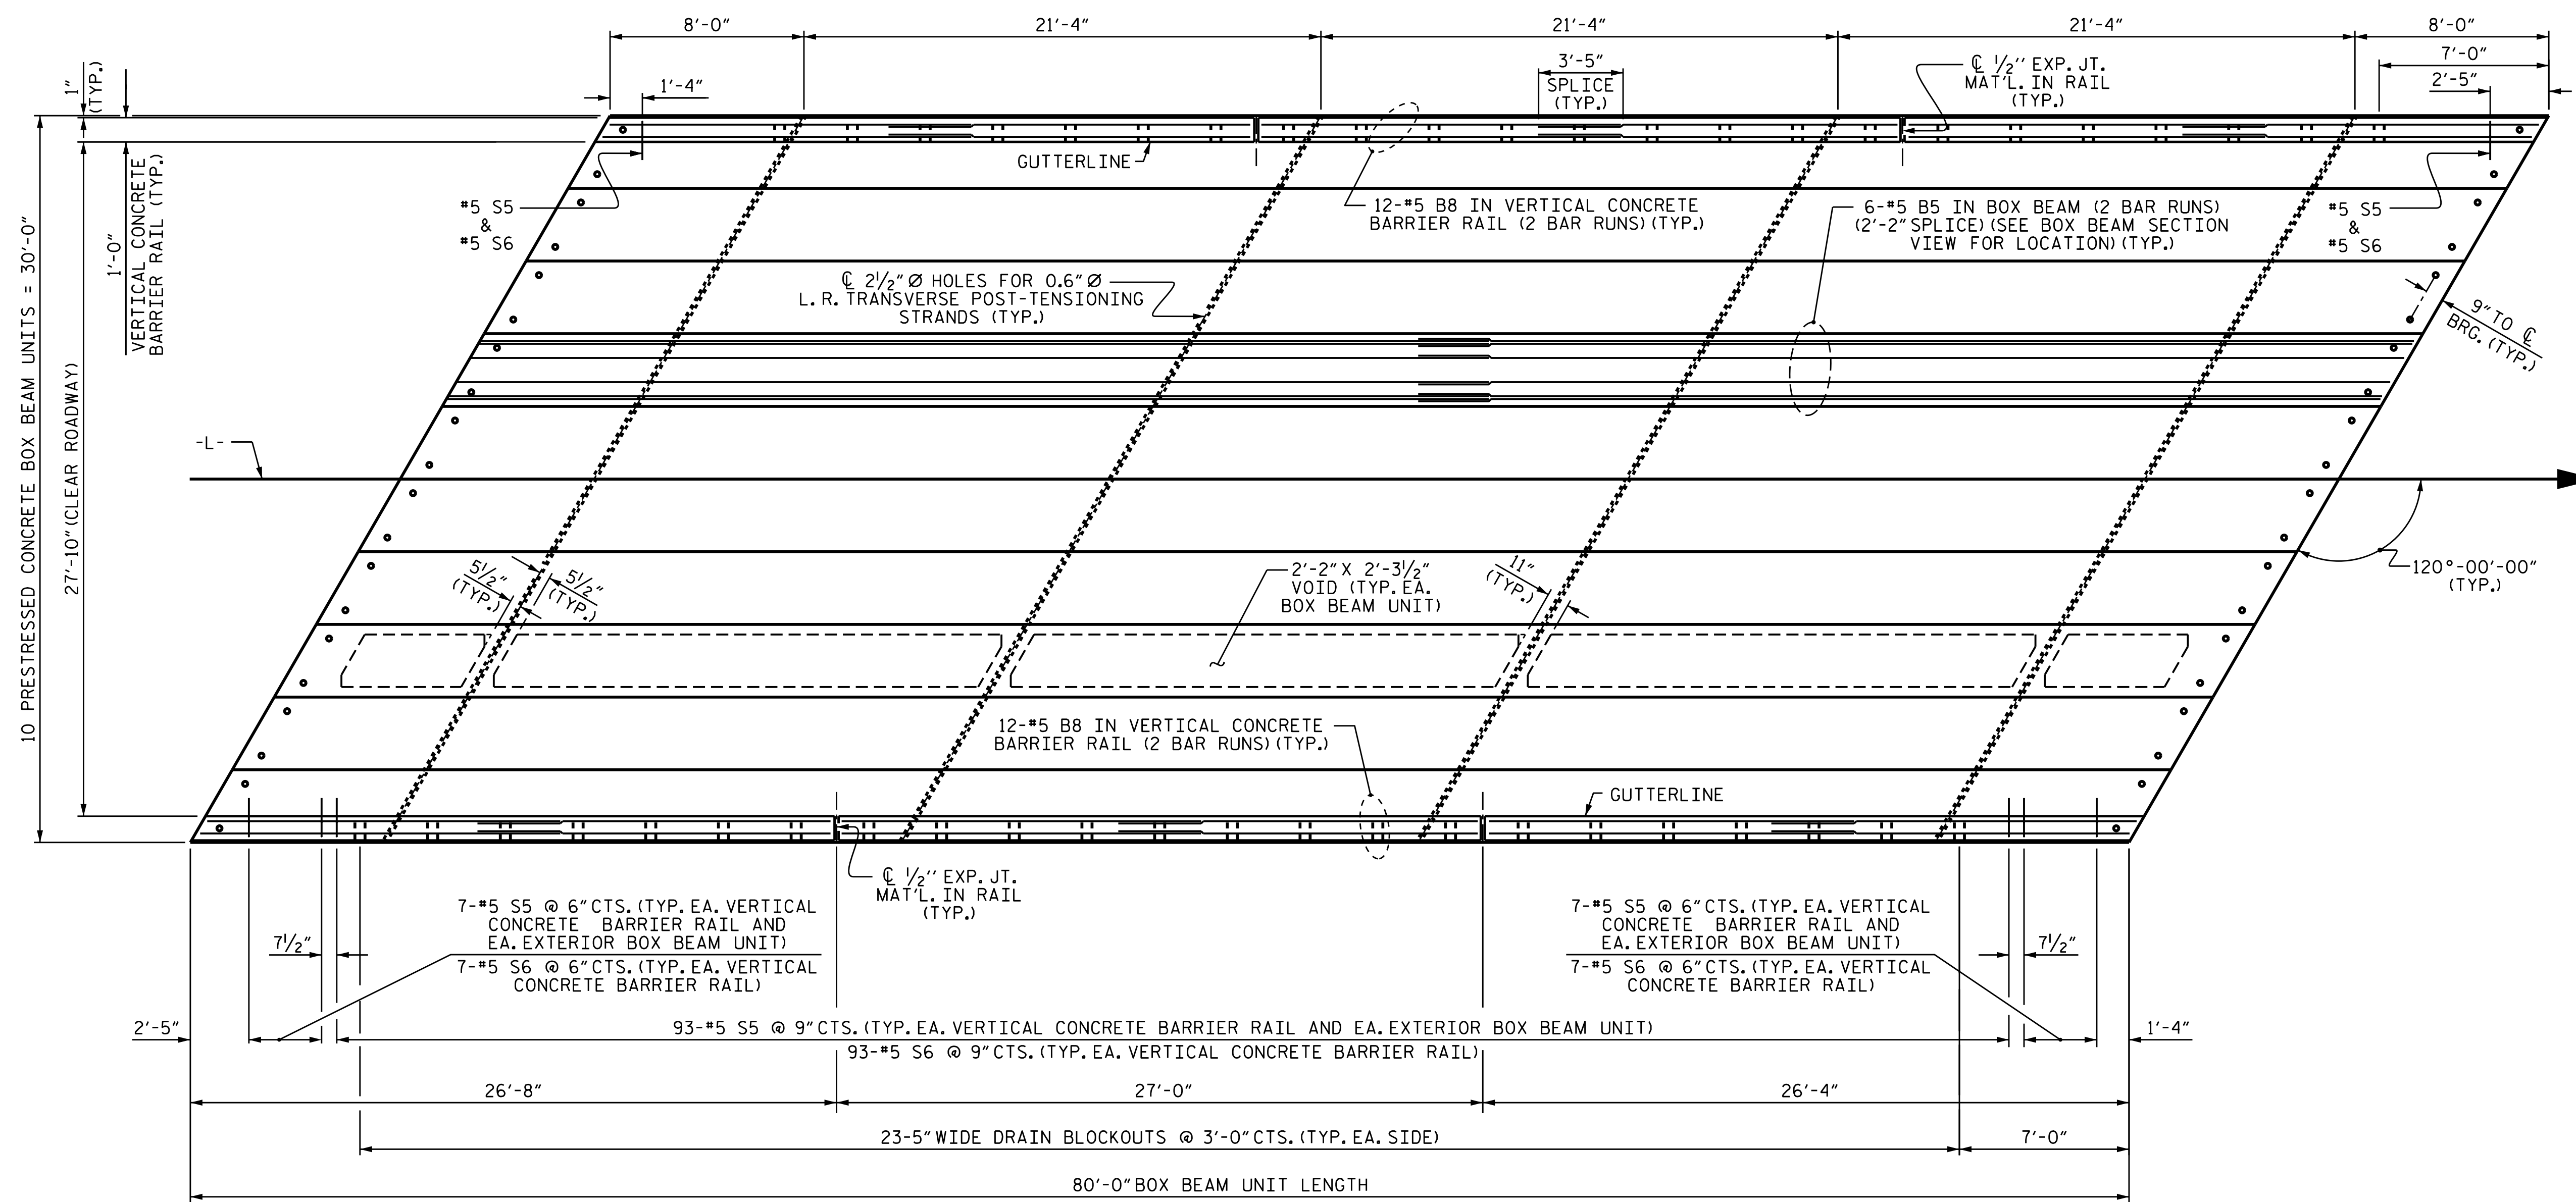 8'-0"
21'-4"
21'-4"
21'-4"
8'-0"
7'-0"
2'-5"
1"
(TYP.)
1'-4"
3'-5"
SPLICE
(TYP.)
℄ 1/2'' EXP. JT.
MAT'L. IN RAIL
(TYP.)
GUTTERLINE
1'-0"
VERTICAL CONCRETE
BARRIER RAIL (TYP.)
#5 S5
&
#5 S6
12-#5 B8 IN VERTICAL CONCRETE
BARRIER RAIL (2 BAR RUNS) (TYP.)
6-#5 B5 IN BOX BEAM (2 BAR RUNS)
(2'-2" SPLICE) (SEE BOX BEAM SECTION
VIEW FOR LOCATION) (TYP.)
#5 S5
&
#5 S6
℄ 2 1/2" Ø HOLES FOR 0.6" Ø
L. R. TRANSVERSE POST-TENSIONING
STRANDS (TYP.)
9" TO ℄
BRG. (TYP.)
10 PRESTRESSED CONCRETE BOX BEAM UNITS = 30'-0"
27'-10" (CLEAR ROADWAY)
-L-
5 1/2"
(TYP.)
5 1/2"
(TYP.)
2'-2" X 2'-3 1/2"
VOID (TYP. EA.
BOX BEAM UNIT)
11"
(TYP.)
120°-00'-00"
(TYP.)
12-#5 B8 IN VERTICAL CONCRETE
BARRIER RAIL (2 BAR RUNS) (TYP.)
GUTTERLINE
℄ 1/2'' EXP. JT.
MAT'L. IN RAIL
(TYP.)
7-#5 S5 @ 6" CTS. (TYP. EA. VERTICAL
CONCRETE BARRIER RAIL AND
EA. EXTERIOR BOX BEAM UNIT)
7-#5 S6 @ 6" CTS. (TYP. EA. VERTICAL
CONCRETE BARRIER RAIL)
7 1/2"
7-#5 S5 @ 6" CTS. (TYP. EA. VERTICAL
CONCRETE BARRIER RAIL AND
EA. EXTERIOR BOX BEAM UNIT)
7-#5 S6 @ 6" CTS. (TYP. EA. VERTICAL
CONCRETE BARRIER RAIL)
7 1/2"
2'-5"
93-#5 S5 @ 9" CTS. (TYP. EA. VERTICAL CONCRETE BARRIER RAIL AND EA. EXTERIOR BOX BEAM UNIT)
93-#5 S6 @ 9" CTS. (TYP. EA. VERTICAL CONCRETE BARRIER RAIL)
1'-4"
26'-8"
27'-0"
26'-4"
23-5" WIDE DRAIN BLOCKOUTS @ 3'-0" CTS. (TYP. EA. SIDE)
7'-0"
80'-0" BOX BEAM UNIT LENGTH